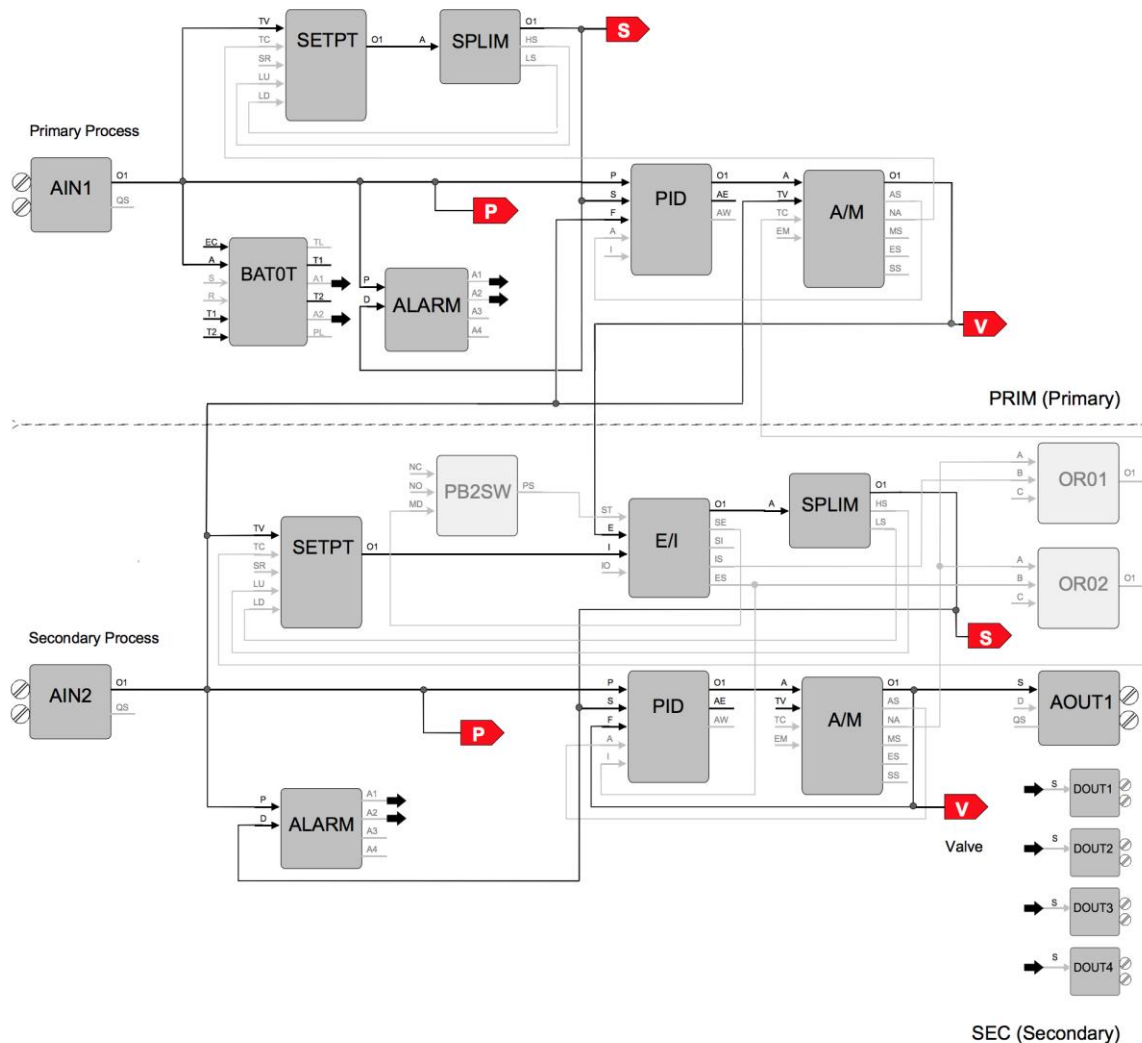 TV
TC
SR
LU
LD
SETPT
O1
A
SPLIM
O1
HS
LS
S
Primary Process
AIN1
O1
QS
P
EC
A
S
R
T1
T2
BAT0T
TL
T1
A1
T2
A2
PL
P
D
ALARM
A1
A2
A3
A4
P
S
F
A
I
PID
O1
AE
AW
A
TV
TC
EM
A/M
O1
AS
NA
MS
ES
SS
V
PRIM (Primary)
NC
NO
MD
PB2SW
PS
ST
E
I
IO
E/I
O1
SE
SI
IS
ES
A
SPLIM
O1
HS
LS
A
B
C
OR01
O1
A
B
C
OR02
O1
TV
TC
SR
LU
LD
SETPT
O1
S
Secondary Process
AIN2
O1
QS
P
P
S
F
A
I
PID
O1
AE
AW
A
TV
TC
EM
A/M
O1
AS
NA
MS
ES
SS
S
D
QS
AOUT1
P
D
ALARM
A1
A2
A3
A4
V
Valve
S
DOUT1
S
DOUT2
S
DOUT3
S
DOUT4
SEC (Secondary)